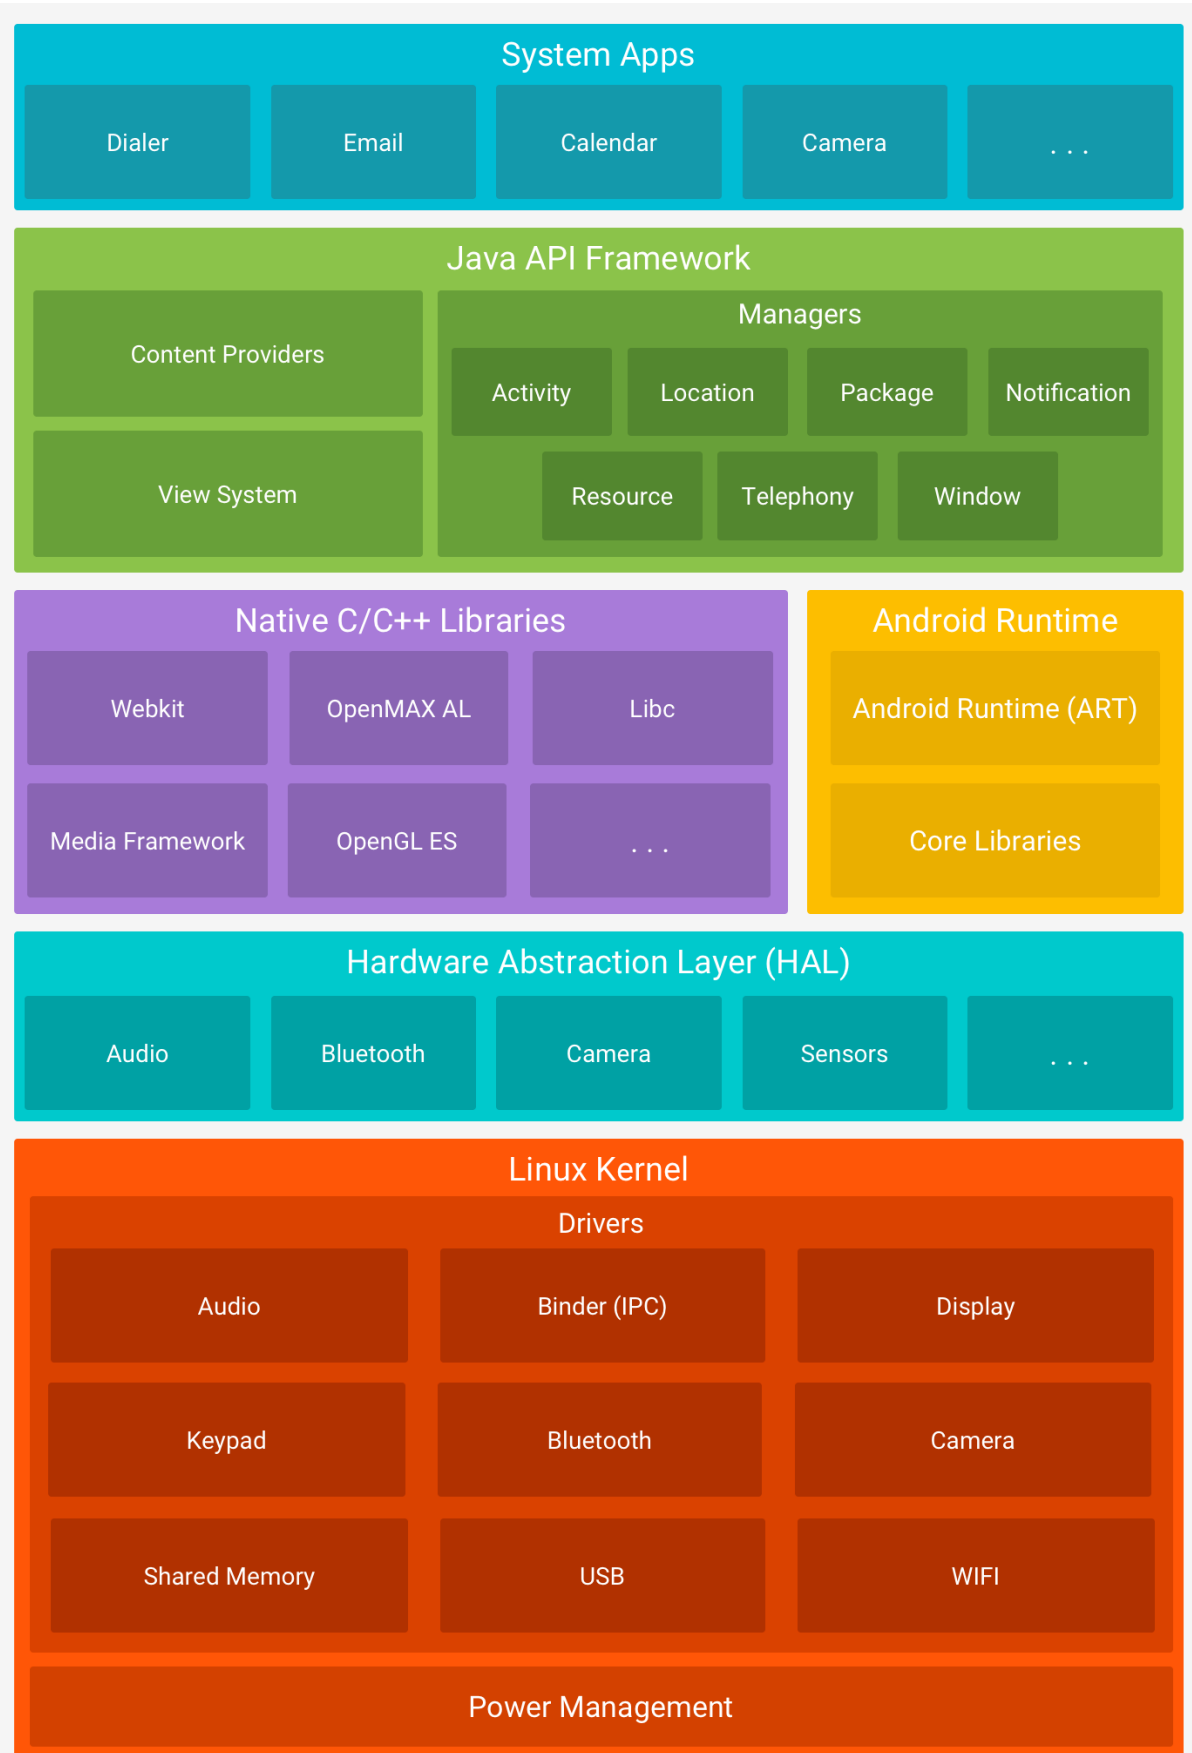 System Apps
Dialer
Email
Calendar
Camera
. . .
Java API Framework
Content Providers
View System
Managers
Activity
Location
Package
Notification
Resource
Telephony
Window
Native C/C++ Libraries
Webkit
OpenMAX AL
Libc
Media Framework
OpenGL ES
. . .
Android Runtime
Android Runtime (ART)
Core Libraries
Hardware Abstraction Layer (HAL)
Audio
Bluetooth
Camera
Sensors
. . .
Linux Kernel
Drivers
Audio
Binder (IPC)
Display
Keypad
Bluetooth
Camera
Shared Memory
USB
WIFI
Power Management